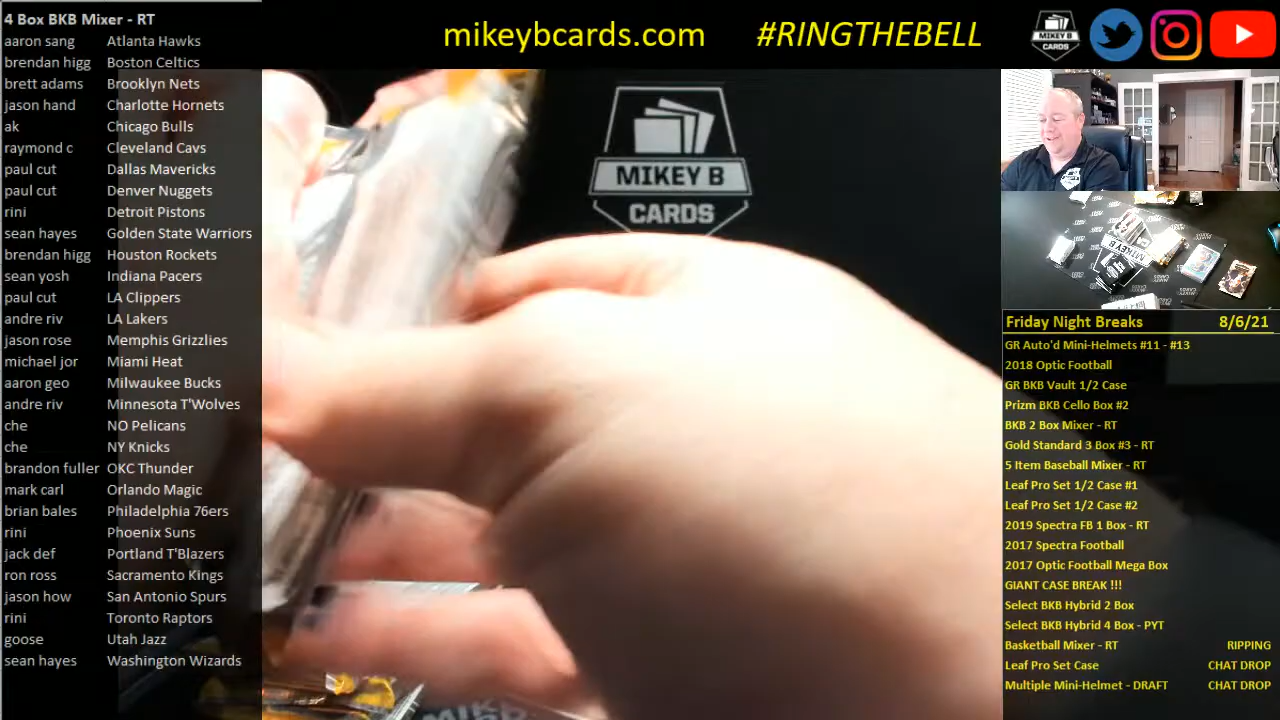 4 Box BKB Mixer - RT
aaron sang Atlanta Hawks
brendan higg Boston Celtics
brett adams Brooklyn Nets
jason hand Charlotte Hornets
ak Chicago Bulls
raymond c Cleveland Cavs
paul cut Dallas Mavericks
paul cut Denver Nuggets
rini Detroit Pistons
sean hayes Golden State Warriors
brendan higg Houston Rockets
sean yosh Indiana Pacers
paul cut LA Clippers
andre riv LA Lakers
jason rose Memphis Grizzlies
michael jor Miami Heat
aaron geo Milwaukee Bucks
andre riv Minnesota T'Wolves
che NO Pelicans
che NY Knicks
brandon fuller OKC Thunder
mark carl Orlando Magic
brian bales Philadelphia 76ers
rini Phoenix Suns
jack def Portland T'Blazers
ron ross Sacramento Kings
jason how San Antonio Spurs
rini Toronto Raptors
goose Utah Jazz
sean hayes Washington Wizards
mikeybcards.com #RINGTHEBELL
MIKEY B
CARDS
MIKEY B
CARDS
MIKEY B
Friday Night Breaks 8/6/21
GR Auto'd Mini-Helmets #11 - #13
2018 Optic Football
GR BKB Vault 1/2 Case
Prizm BKB Cello Box #2
BKB 2 Box Mixer - RT
Gold Standard 3 Box #3 - RT
5 Item Baseball Mixer - RT
Leaf Pro Set 1/2 Case #1
Leaf Pro Set 1/2 Case #2
2019 Spectra FB 1 Box - RT
2017 Spectra Football
2017 Optic Football Mega Box
GIANT CASE BREAK !!!
Select BKB Hybrid 2 Box
Select BKB Hybrid 4 Box - PYT
Basketball Mixer - RT RIPPING
Leaf Pro Set Case CHAT DROP
Multiple Mini-Helmet - DRAFT CHAT DROP